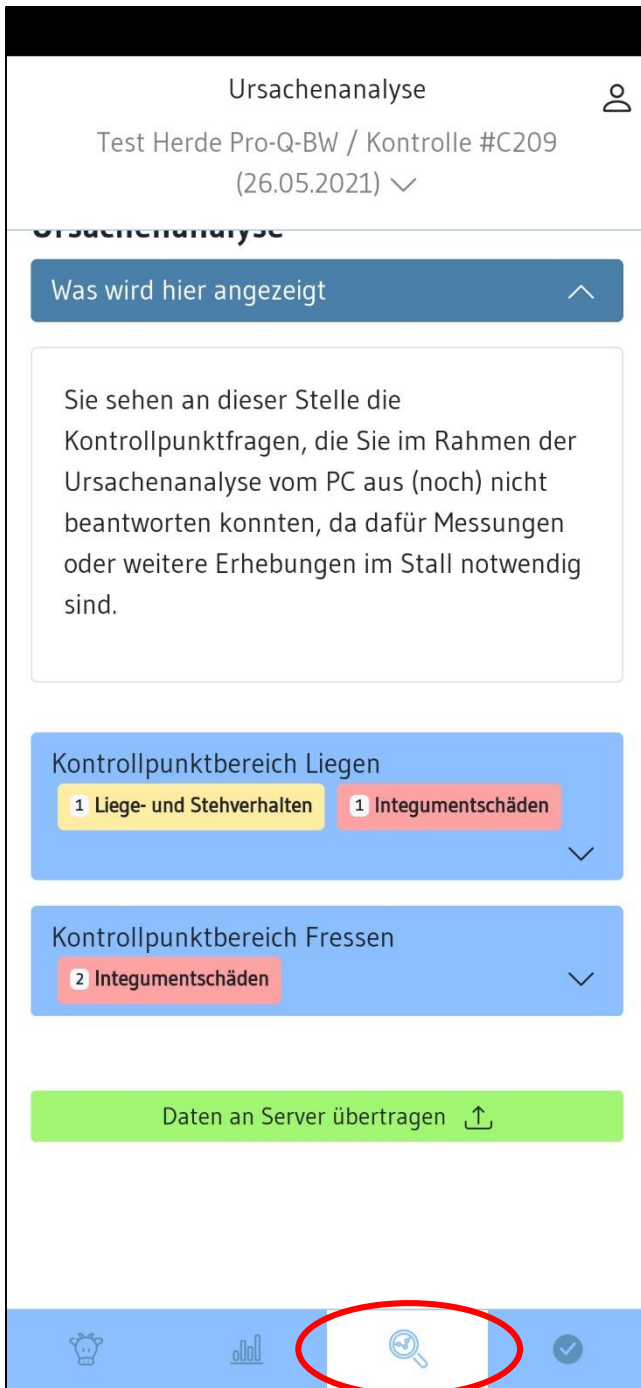 Ursachenanalyse
Test Herde Pro-Q-BW / Kontrolle #C209
(26.05.2021)
Ursachenanalyse
Was wird hier angezeigt
Sie sehen an dieser Stelle die
Kontrollpunktfragen, die Sie im Rahmen der
Ursachenanalyse vom PC aus (noch) nicht
beantworten konnten, da dafür Messungen
oder weitere Erhebungen im Stall notwendig
sind.
Kontrollpunktbereich Liegen
1 Liege- und Stehverhalten 1 Integumentschäden
Kontrollpunktbereich Fressen
2 Integumentschäden
Daten an Server übertragen